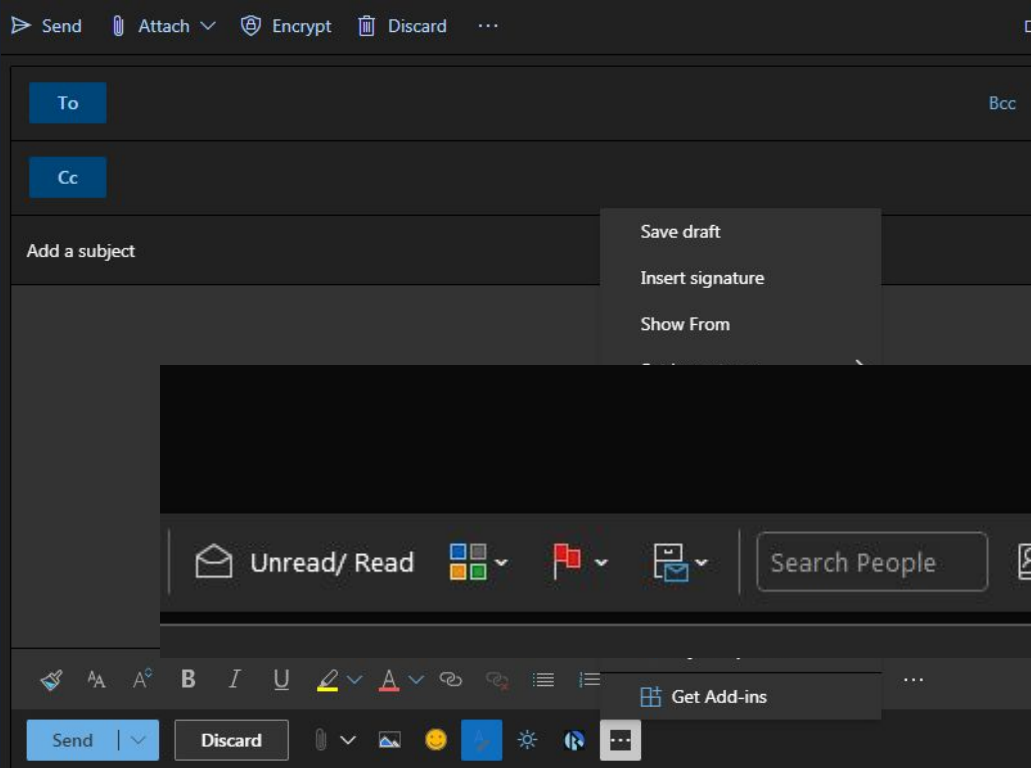 Send Attach Encrypt Discard ...
To Bcc
Cc
Add a subject
Save draft
Insert signature
Show From
Unread/ Read Search People
B I U A ...
Get Add-ins
Send Discard